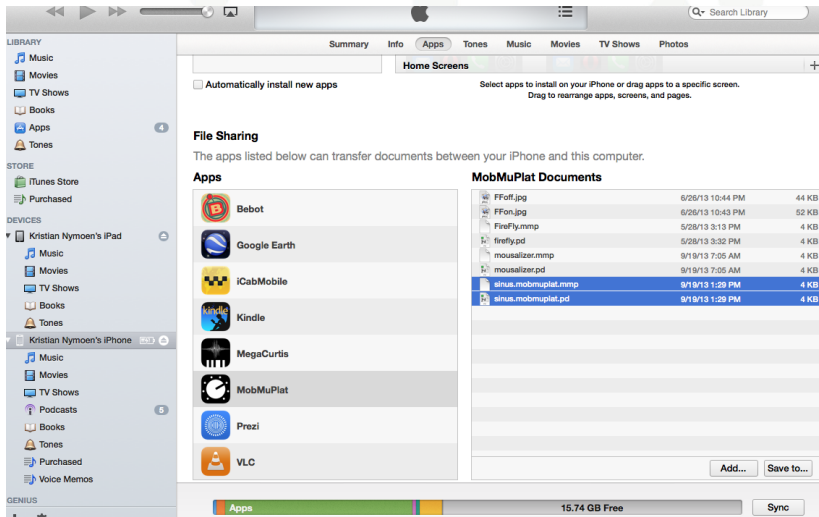 Search Library
LIBRARY
Music
Movies
TV Shows
Books
Apps 4
Tones
STORE
iTunes Store
Purchased
DEVICES
Kristian Nymoen's iPad
Music
Movies
TV Shows
Books
Tones
Kristian Nymoen's iPhone
Music
Movies
TV Shows
Podcasts 5
Books
Tones
Purchased
Voice Memos
GENIUS
Summary Info Apps Tones Music Movies TV Shows Photos
Home Screens +
Automatically install new apps
Select apps to install on your iPhone or drag apps to a specific screen.
Drag to rearrange apps, screens, and pages.
File Sharing
The apps listed below can transfer documents between your iPhone and this computer.
Apps
Bebot
Google Earth
iCabMobile
kindle
Kindle
MegaCurtis
MobMuPlat
Prezi
VLC
MobMuPlat Documents
FFoff.jpg 6/26/13 10:44 PM 44 KB
FFon.jpg 6/26/13 10:43 PM 52 KB
FireFly.mmp 5/28/13 3:13 PM 4 KB
firefly.pd 5/28/13 3:32 PM 4 KB
mousalizer.mmp 9/19/13 7:05 AM 4 KB
mousalizer.pd 9/19/13 7:05 AM 4 KB
sinus.mobmuplat.mmp 9/19/13 1:29 PM 4 KB
sinus.mobmuplat.pd 9/19/13 1:29 PM 4 KB
Add... Save to...
Apps 15.74 GB Free Sync